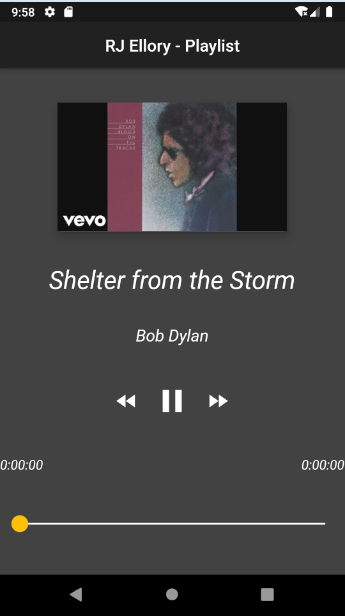 9:58
RJ Ellory - Playlist
BOB
DYLAN
BLOOD
ON
THE
TRACKS
vevo
Shelter from the Storm
Bob Dylan
0:00:00 0:00:00